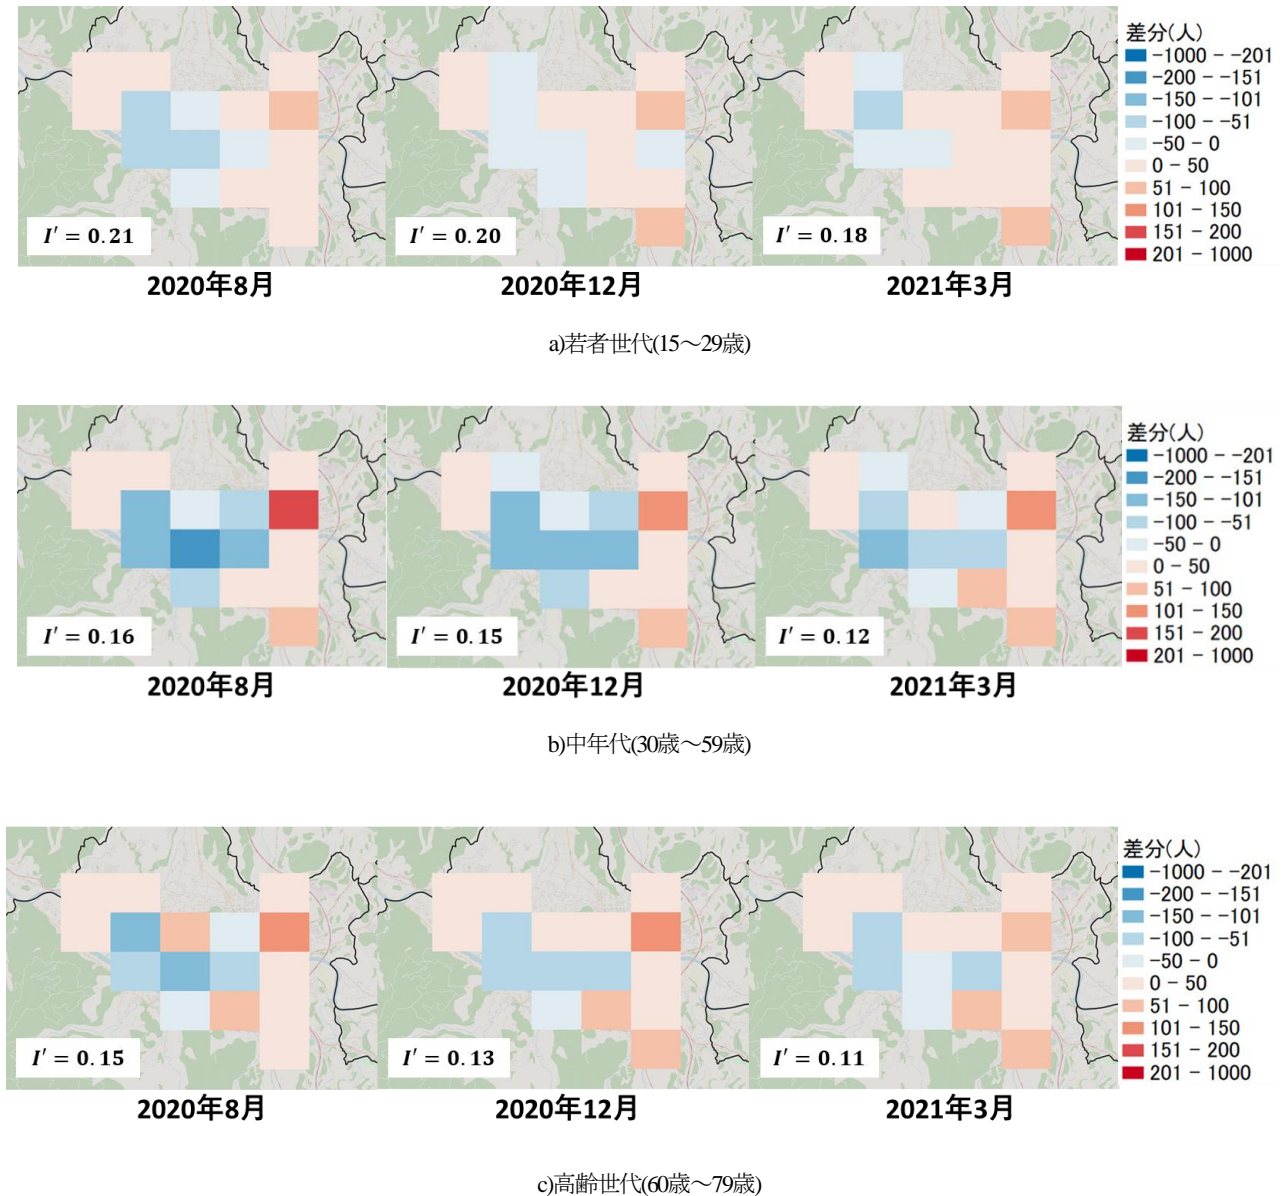 差分(人)
-1000 - -201
-200 - -151
-150 - -101
-100 - -51
-50 - 0
0 - 50
51 - 100
101 - 150
151 - 200
201 - 1000
I′ = 0.21
I′ = 0.20
I′ = 0.18
2020年8月
2020年12月
2021年3月
a)若者世代(15～29歳)
差分(人)
-1000 - -201
-200 - -151
-150 - -101
-100 - -51
-50 - 0
0 - 50
51 - 100
101 - 150
151 - 200
201 - 1000
I′ = 0.16
I′ = 0.15
I′ = 0.12
2020年8月
2020年12月
2021年3月
b)中年代(30歳～59歳)
差分(人)
-1000 - -201
-200 - -151
-150 - -101
-100 - -51
-50 - 0
0 - 50
51 - 100
101 - 150
151 - 200
201 - 1000
I′ = 0.15
I′ = 0.13
I′ = 0.11
2020年8月
2020年12月
2021年3月
c)高齢世代(60歳～79歳)